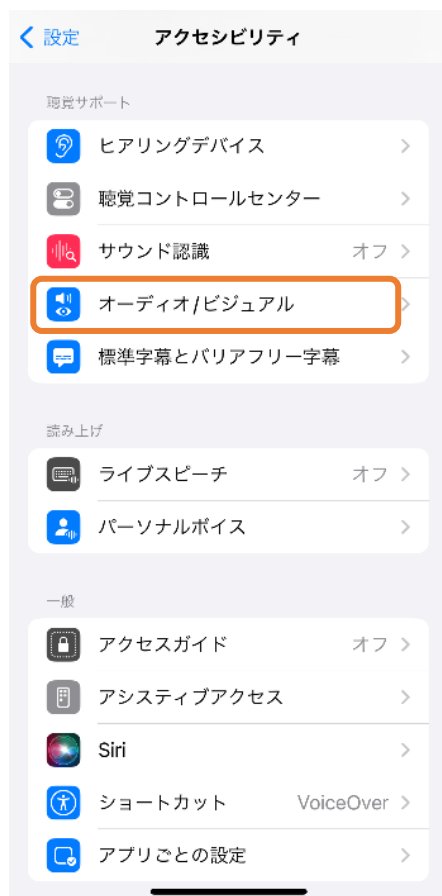 設定
アクセシビリティ
聴覚サポート
ヒアリングデバイス
聴覚コントロールセンター
サウンド認識 オフ
オーディオ/ビジュアル
標準字幕とバリアフリー字幕
読み上げ
ライブスピーチ オフ
パーソナルボイス
一般
アクセスガイド オフ
アシスティブアクセス
Siri
ショートカット VoiceOver
アプリごとの設定